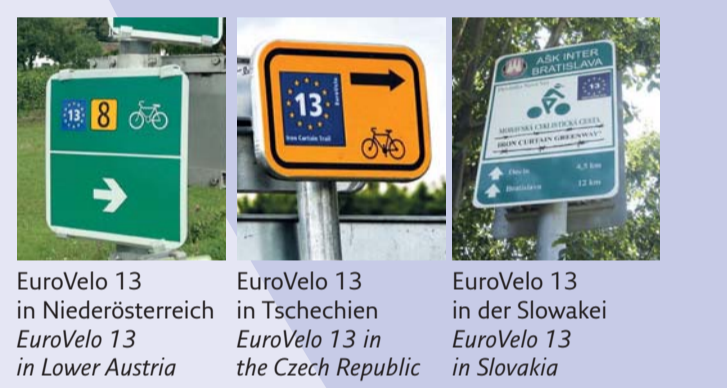 13 8
13
EuroVelo
Iron Curtain Trail
AŠK INTER
BRATISLAVA
13
MORAVSKÁ CYKLISTICKÁ CESTA
"IRON CURTAIN GREENWAY"
Devín 4,5 km
Bratislava 12 km
EuroVelo 13
in Niederösterreich
EuroVelo 13
in Lower Austria
EuroVelo 13
in Tschechien
EuroVelo 13 in
the Czech Republic
EuroVelo 13
in der Slowakei
EuroVelo 13
in Slovakia